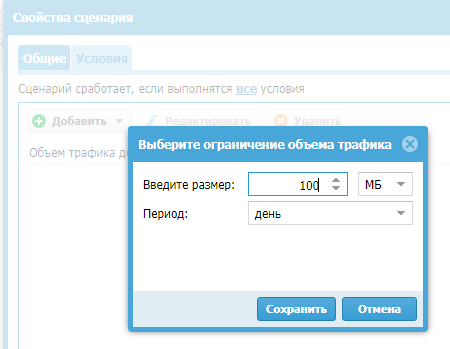 Свойства сценария
Общие Условия
Сценарий сработает, если выполнятся все условия
Добавить Редактировать Удалить
Объем трафика
Выберите ограничение объема трафика
Введите размер: 100 МБ
Период: день
Сохранить Отмена